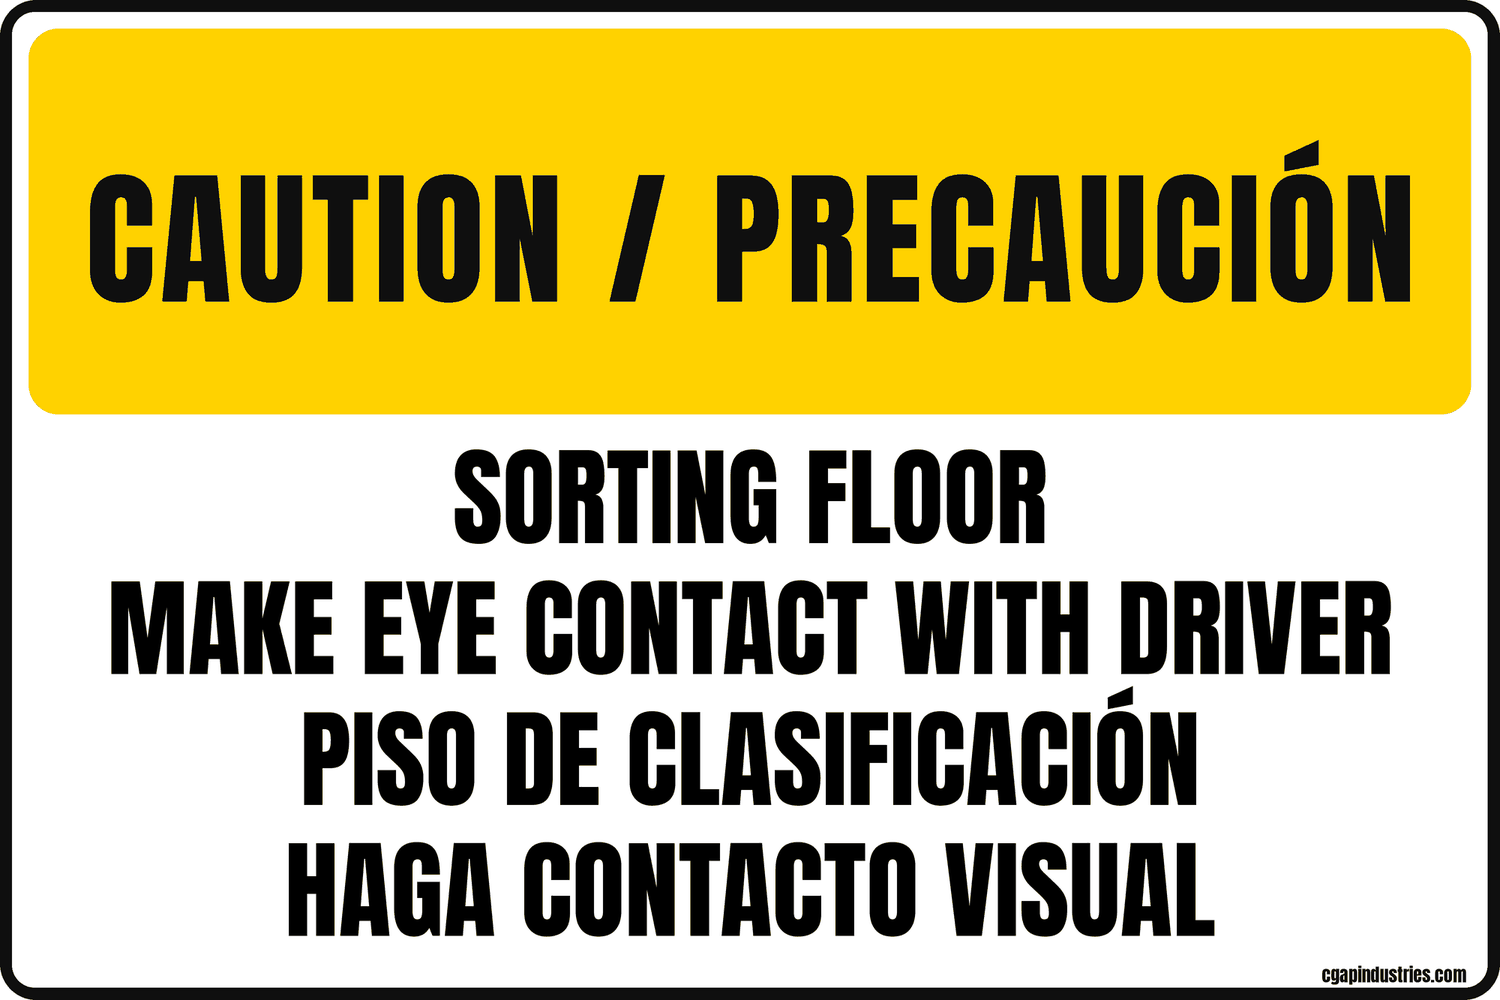 CAUTION / PRECAUCIÓN
SORTING FLOOR
MAKE EYE CONTACT WITH DRIVER
PISO DE CLASIFICACIÓN
HAGA CONTACTO VISUAL
cgapindustries.com